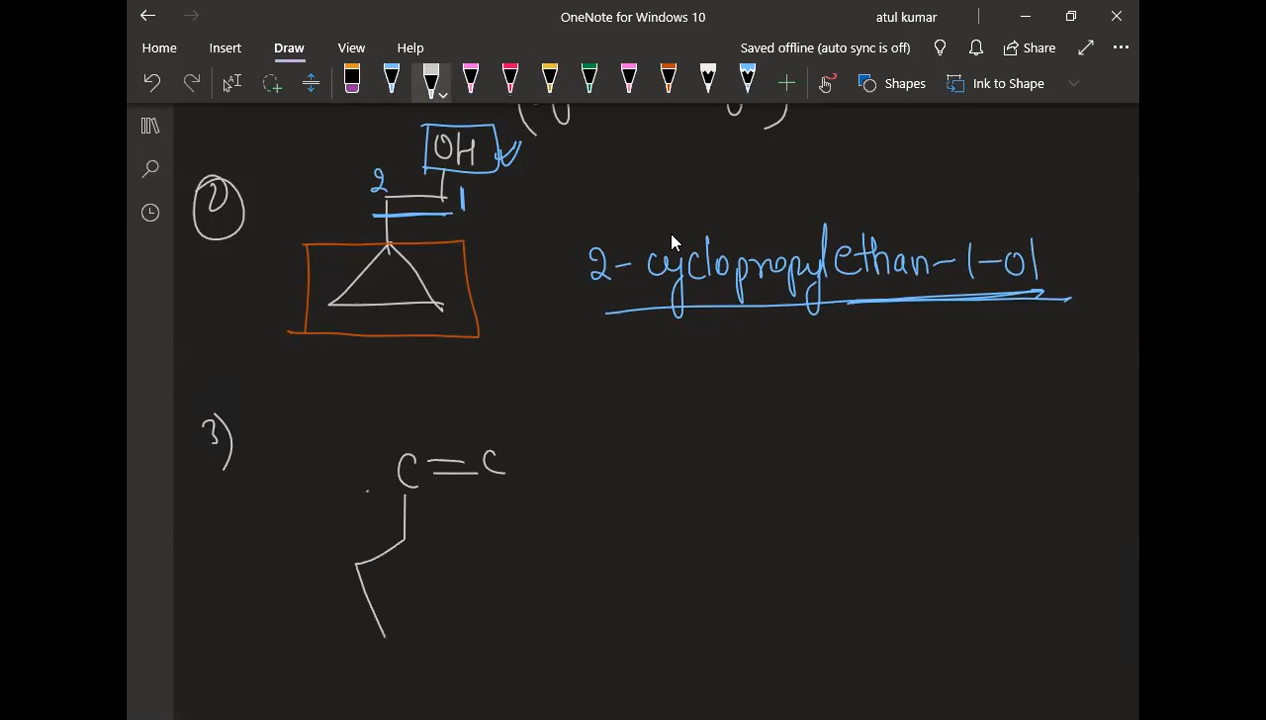 OneNote for Windows 10
atul kumar
Home Insert Draw View Help
Saved offline (auto sync is off)
Share
Shapes
Ink to Shape
OH
2
1
2)
2-cyclopropylethan-1-ol
3)
C=C